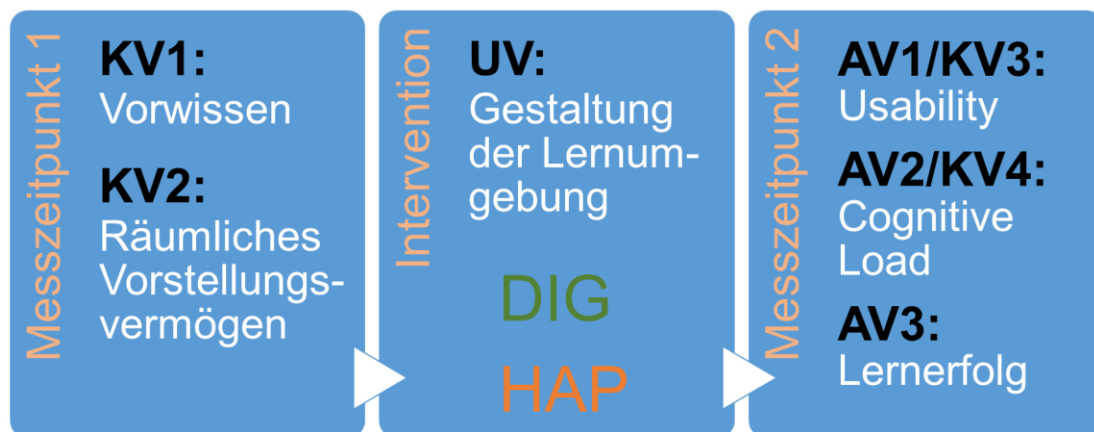 Messzeitpunkt 1
KV1:
Vorwissen
KV2:
Räumliches
Vorstellungs-
vermögen
Intervention
UV:
Gestaltung
der Lernum-
gebung
DIG
HAP
Messzeitpunkt 2
AV1/KV3:
Usability
AV2/KV4:
Cognitive
Load
AV3:
Lernerfolg